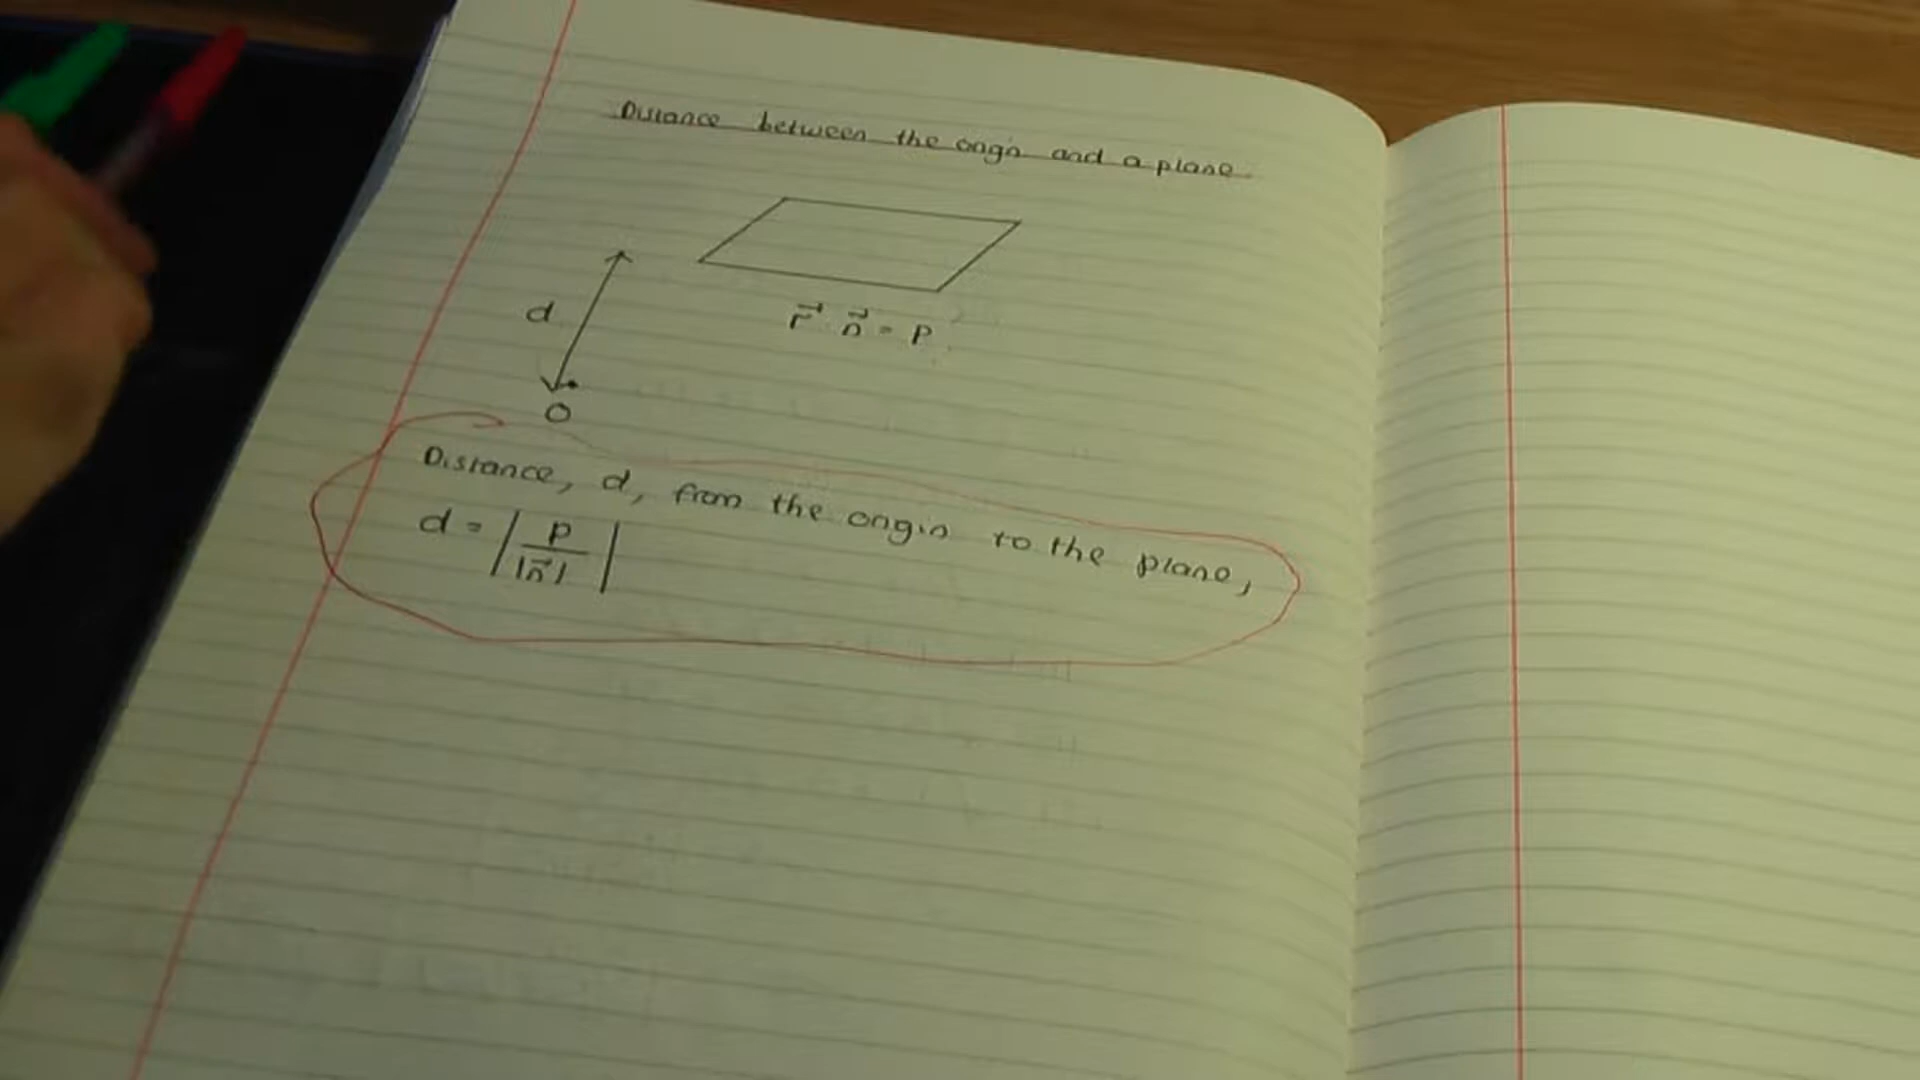 Distance between the origin and a plane
d
r⃗ n⃗ = p
O
Distance, d, from the origin to the plane,
d = | p / |n⃗| |